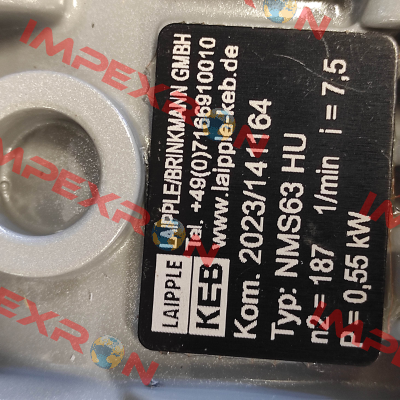 LAIPPLE
KEB
LAIPPLE/BRINKMANN GMBH
Tel. +49(0)7166910010
www.laipple-keb.de
Kom. 2023/141164
Typ: NMS63 HU
n2 = 187 1/min i = 7,5
P = 0,55 kW
IMPEXRON
IMPEXRON
IMPEXRON